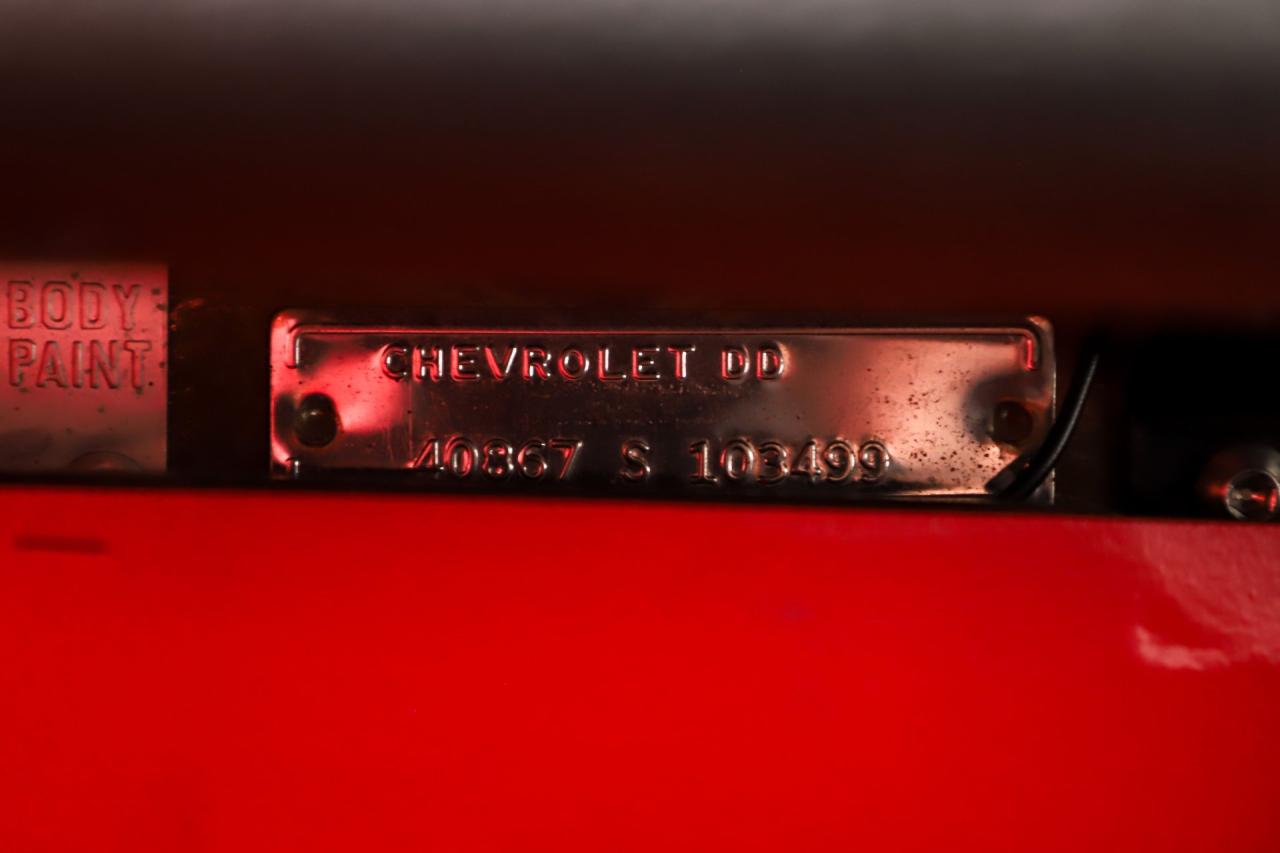 BODY
PAINT
CHEVROLET DD
40867 S 103499